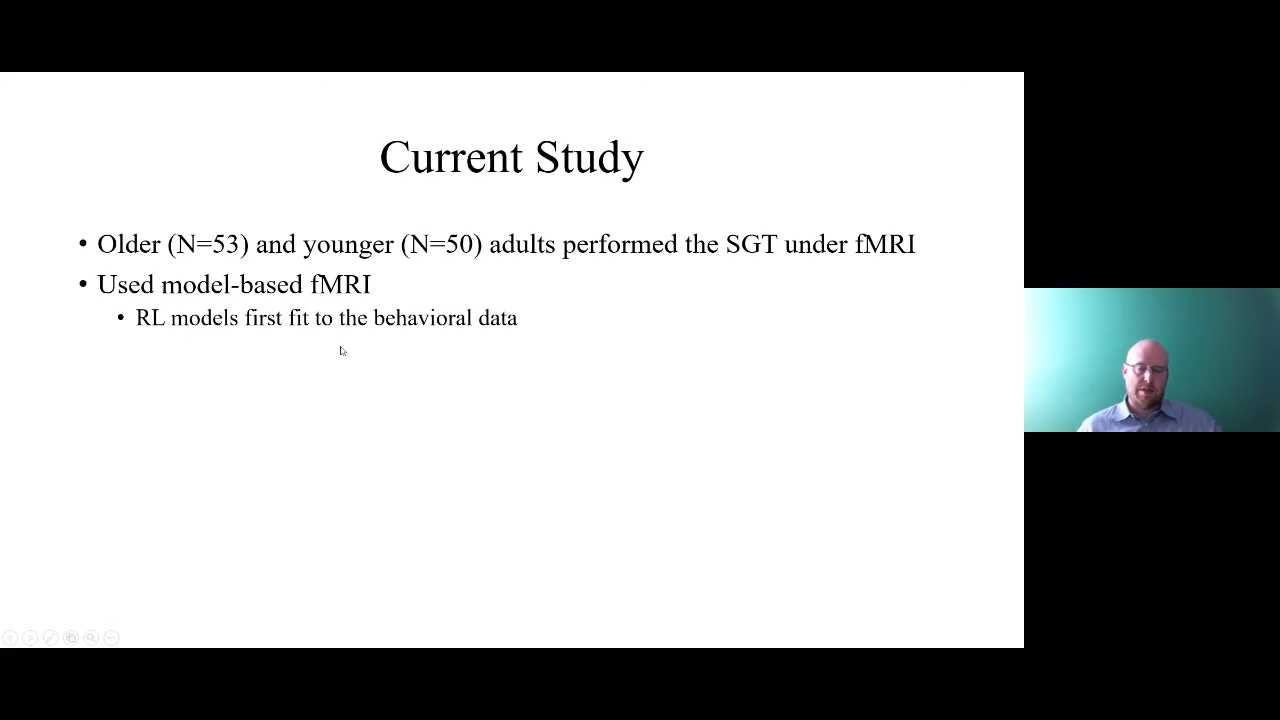 Current Study
• Older (N=53) and younger (N=50) adults performed the SGT under fMRI
• Used model-based fMRI
• RL models first fit to the behavioral data